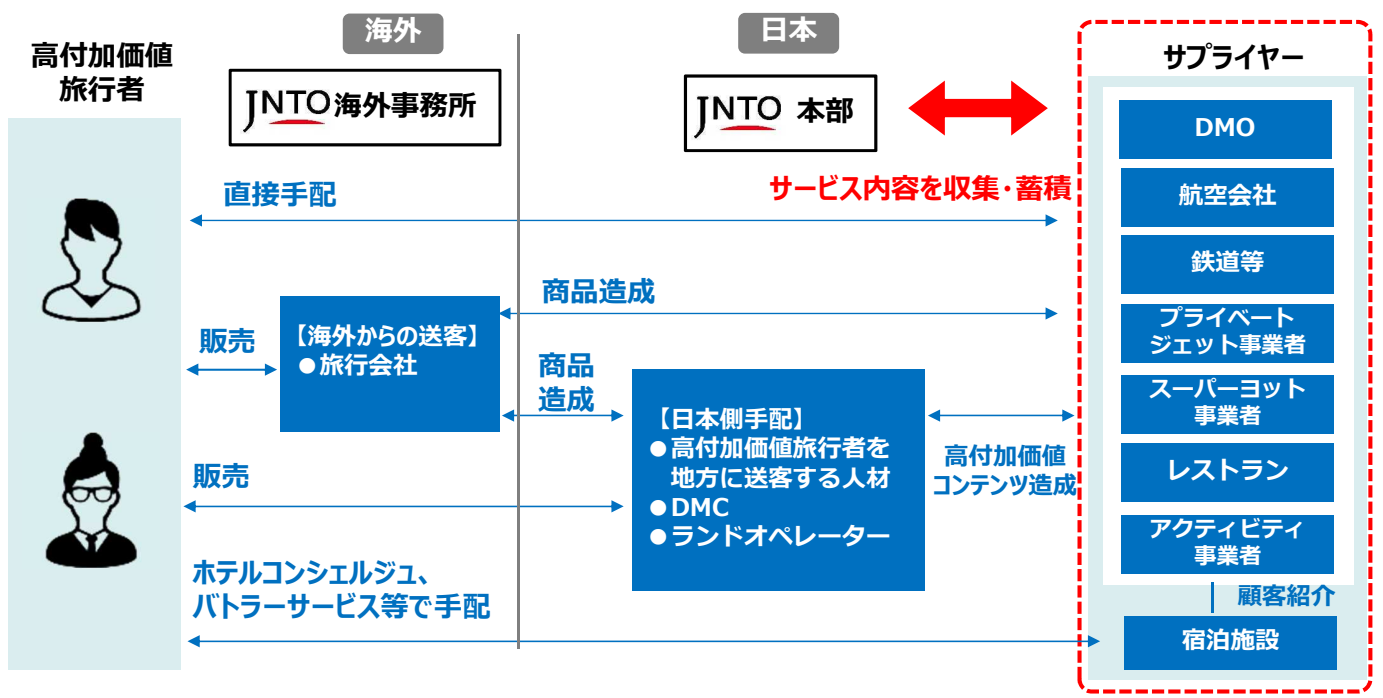 海外
日本
高付加価値
旅行者
JNTO 海外事務所
JNTO 本部
サプライヤー
DMO
航空会社
鉄道等
プライベート
ジェット事業者
スーパーヨット
事業者
レストラン
アクティビティ
事業者
顧客紹介
宿泊施設
サービス内容を収集・蓄積
直接手配
商品造成
販売
【海外からの送客】
●旅行会社
商品
造成
【日本側手配】
●高付加価値旅行者を
地方に送客する人材
●DMC
●ランドオペレーター
高付加価値
コンテンツ造成
販売
ホテルコンシェルジュ、
バトラーサービス等で手配